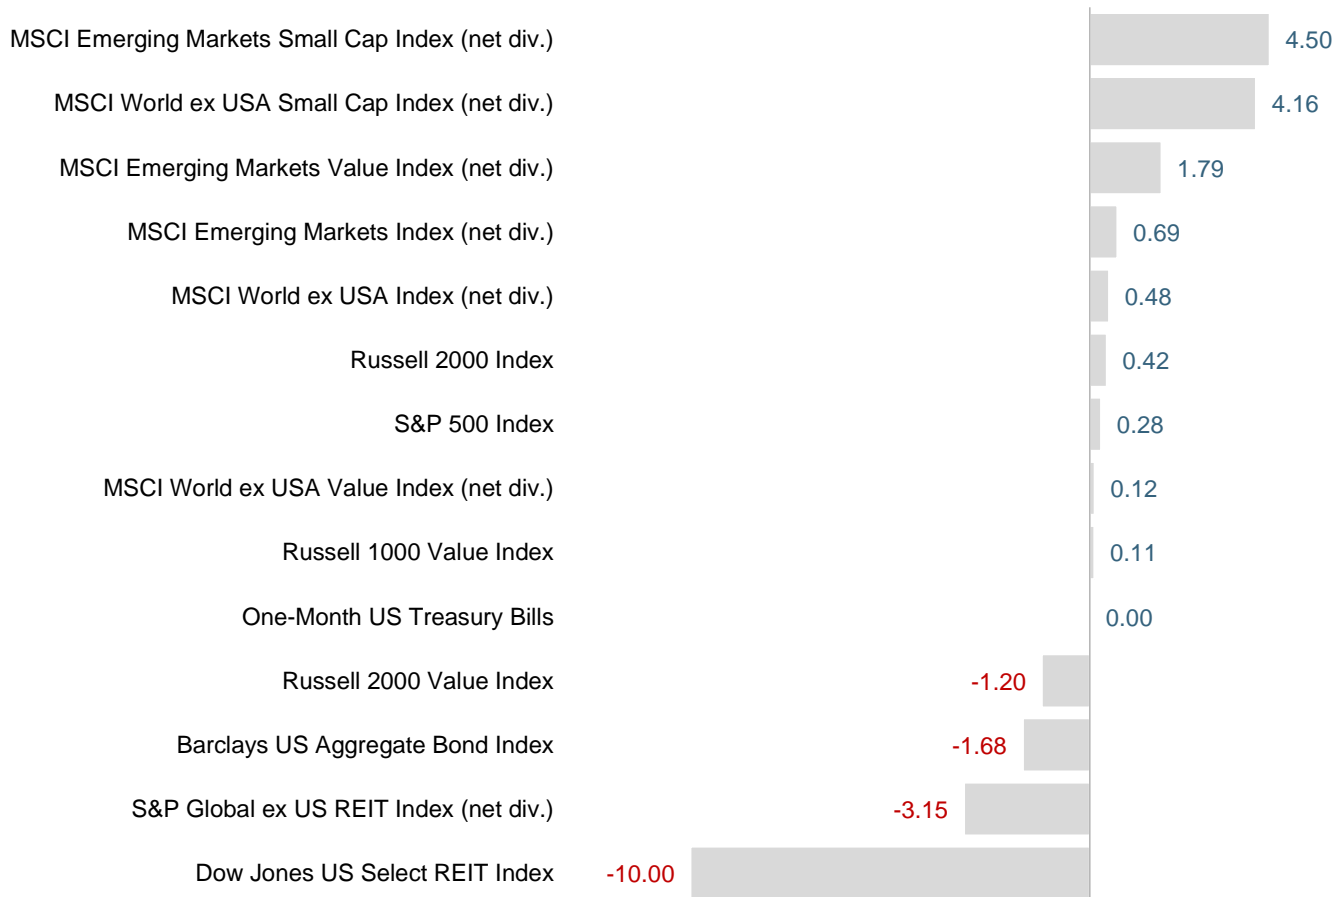 MSCI Emerging Markets Small Cap Index (net div.) 4.50
MSCI World ex USA Small Cap Index (net div.) 4.16
MSCI Emerging Markets Value Index (net div.) 1.79
MSCI Emerging Markets Index (net div.) 0.69
MSCI World ex USA Index (net div.) 0.48
Russell 2000 Index 0.42
S&P 500 Index 0.28
MSCI World ex USA Value Index (net div.) 0.12
Russell 1000 Value Index 0.11
One-Month US Treasury Bills 0.00
Russell 2000 Value Index -1.20
Barclays US Aggregate Bond Index -1.68
S&P Global ex US REIT Index (net div.) -3.15
Dow Jones US Select REIT Index -10.00